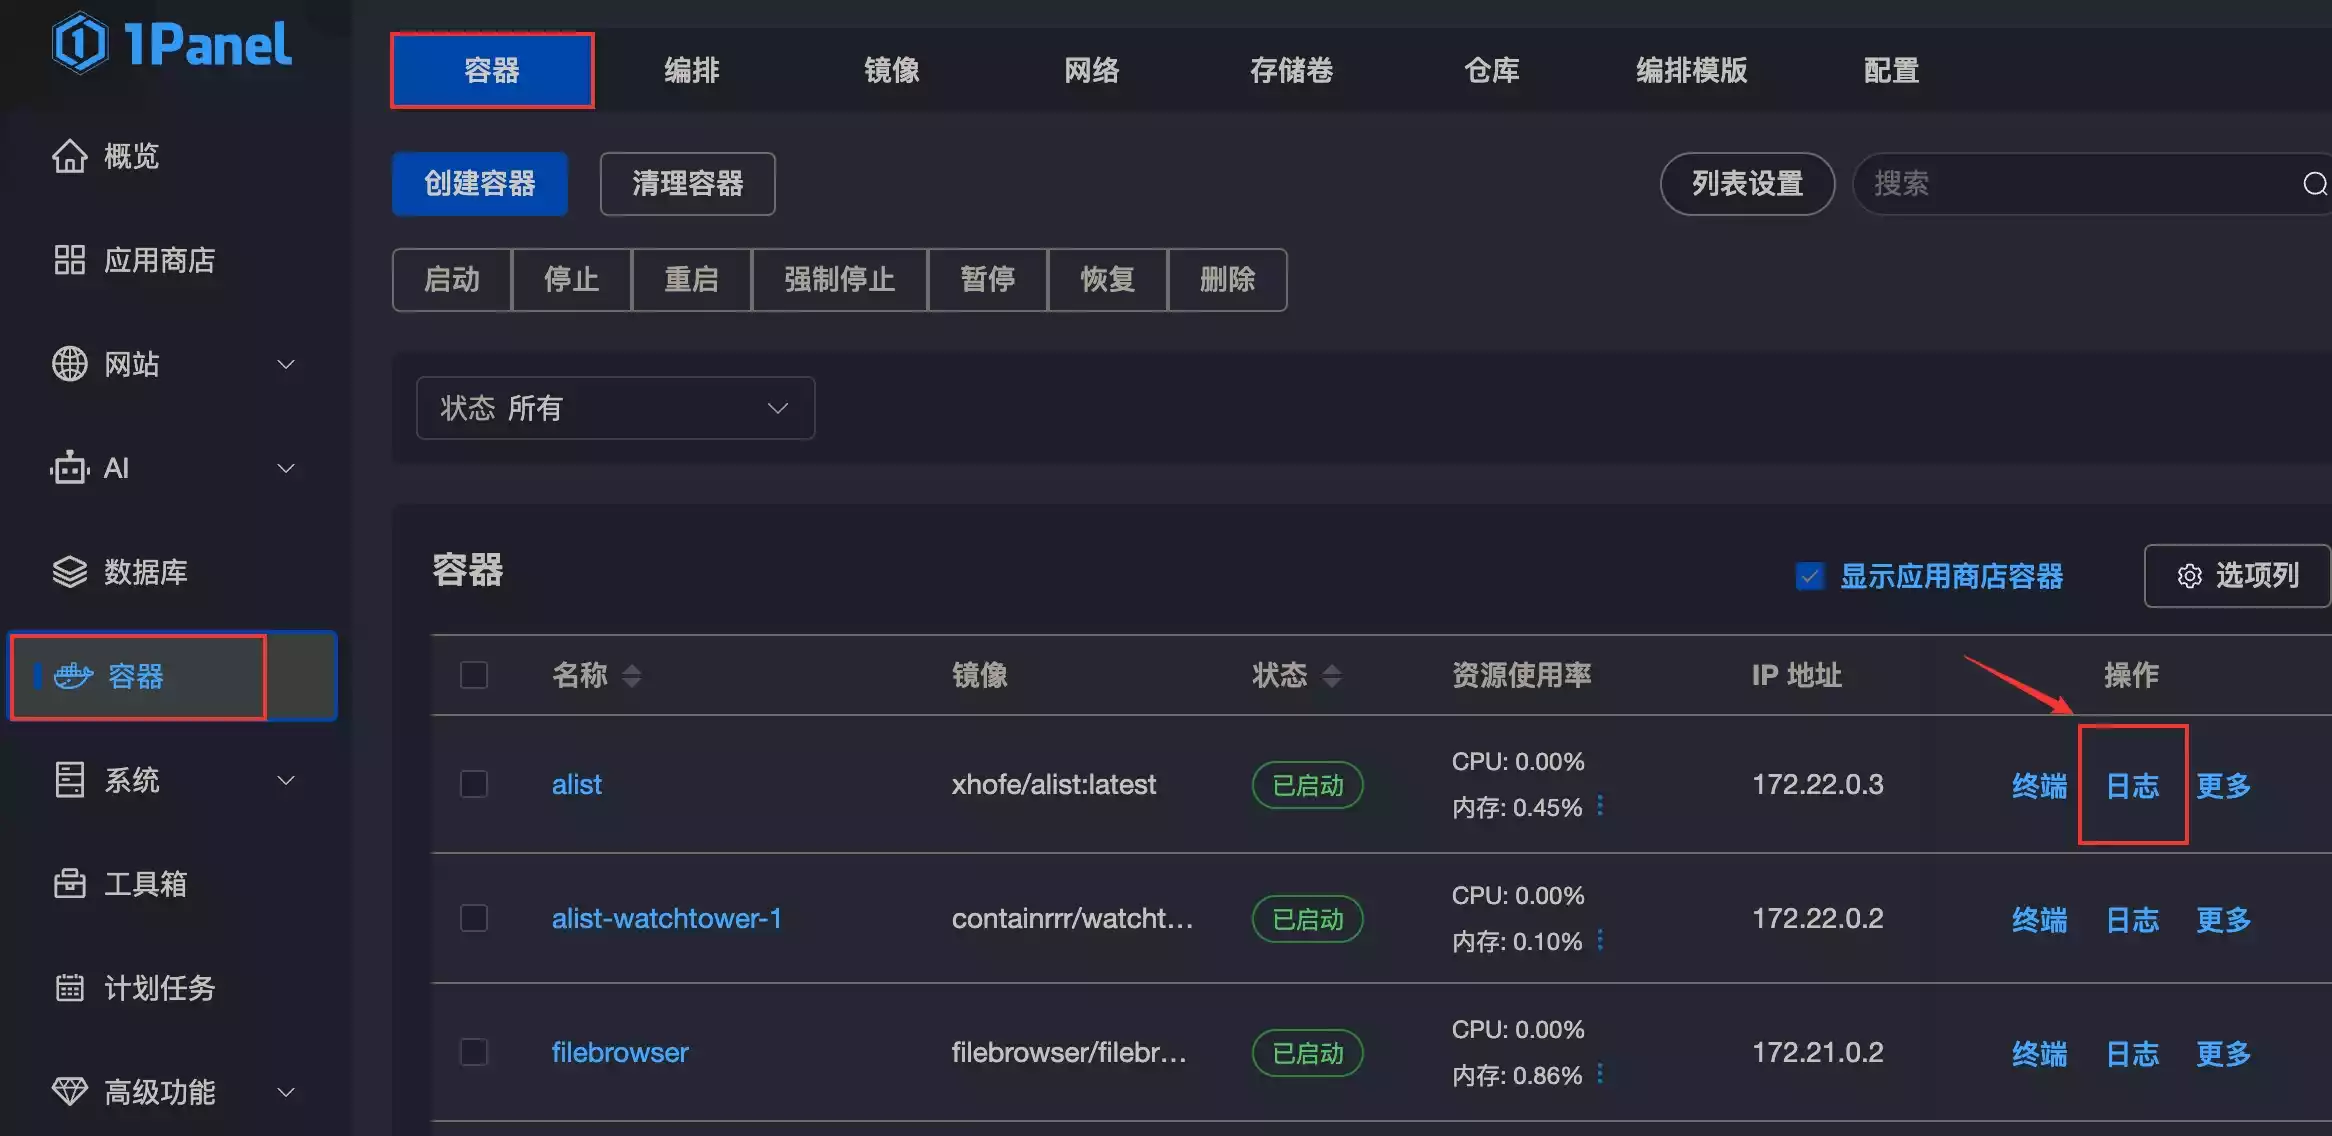 1Panel
概览
应用商店
网站
AI
数据库
容器
系统
工具箱
计划任务
高级功能
容器 编排 镜像 网络 存储卷 仓库 编排模版 配置
创建容器 清理容器 列表设置 搜索
启动 停止 重启 强制停止 暂停 恢复 删除
状态 所有
容器 显示应用商店容器 选项列
名称 镜像 状态 资源使用率 IP 地址 操作
alist xhofe/alist:latest 已启动 CPU: 0.00% 172.22.0.3 终端 日志 更多
内存: 0.45%
alist-watchtower-1 containrrr/watcht... 已启动 CPU: 0.00% 172.22.0.2 终端 日志 更多
内存: 0.10%
filebrowser filebrowser/filebr... 已启动 CPU: 0.00% 172.21.0.2 终端 日志 更多
内存: 0.86%